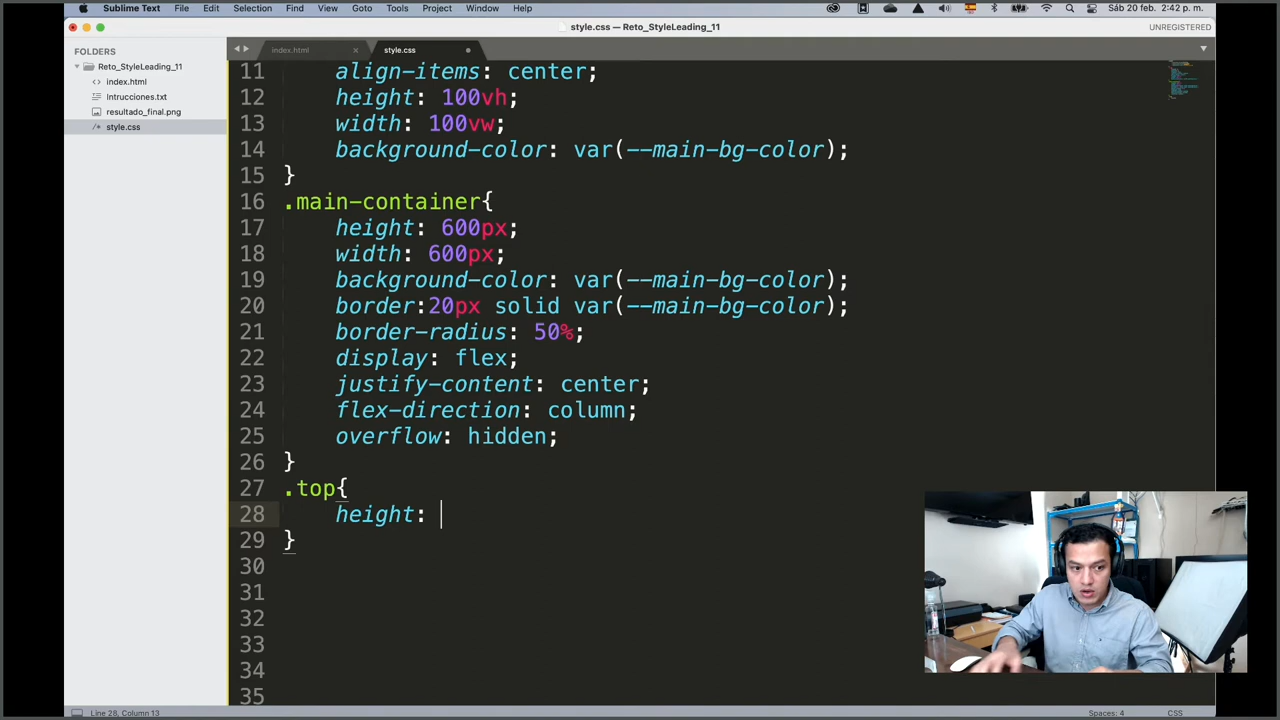 Sublime Text File Edit Selection Find View Goto Tools Project Window Help Sáb 20 feb. 2:42 p. m.
style.css — Reto_StyleLeading_11 UNREGISTERED
FOLDERS
Reto_StyleLeading_11
index.html
intrucciones.txt
resultado_final.png
style.css
index.html style.css
11 align-items: center;
12 height: 100vh;
13 width: 100vw;
14 background-color: var(--main-bg-color);
15 }
16 .main-container{
17 height: 600px;
18 width: 600px;
19 background-color: var(--main-bg-color);
20 border:20px solid var(--main-bg-color);
21 border-radius: 50%;
22 display: flex;
23 justify-content: center;
24 flex-direction: column;
25 overflow: hidden;
26 }
27 .top{
28 height:
29 }
30
31
32
33
34
35
Line 28, Column 13 Spaces: 4 CSS